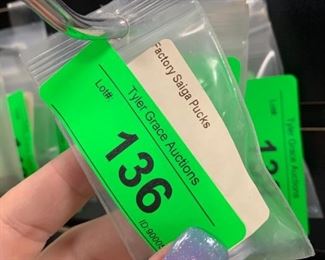 Factory Saiga Pucks
Tyler Grace Auctions
Lot#:
136
Tyler Grace Auctions